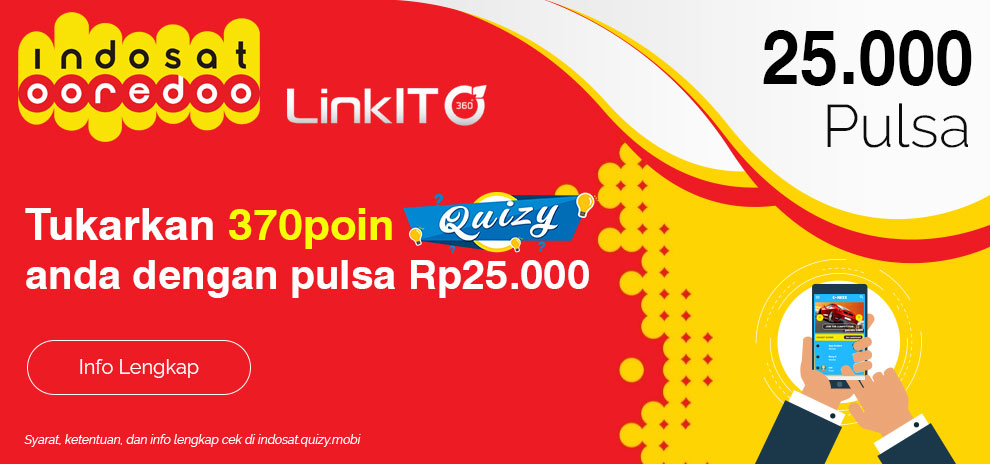 indosat
ooredoo
LinkIT 360°
25.000
Pulsa
Tukarkan 370poin Quizy
anda dengan pulsa Rp25.000
Info Lengkap
Syarat, ketentuan, dan info lengkap cek di indosat.quizy.mobi